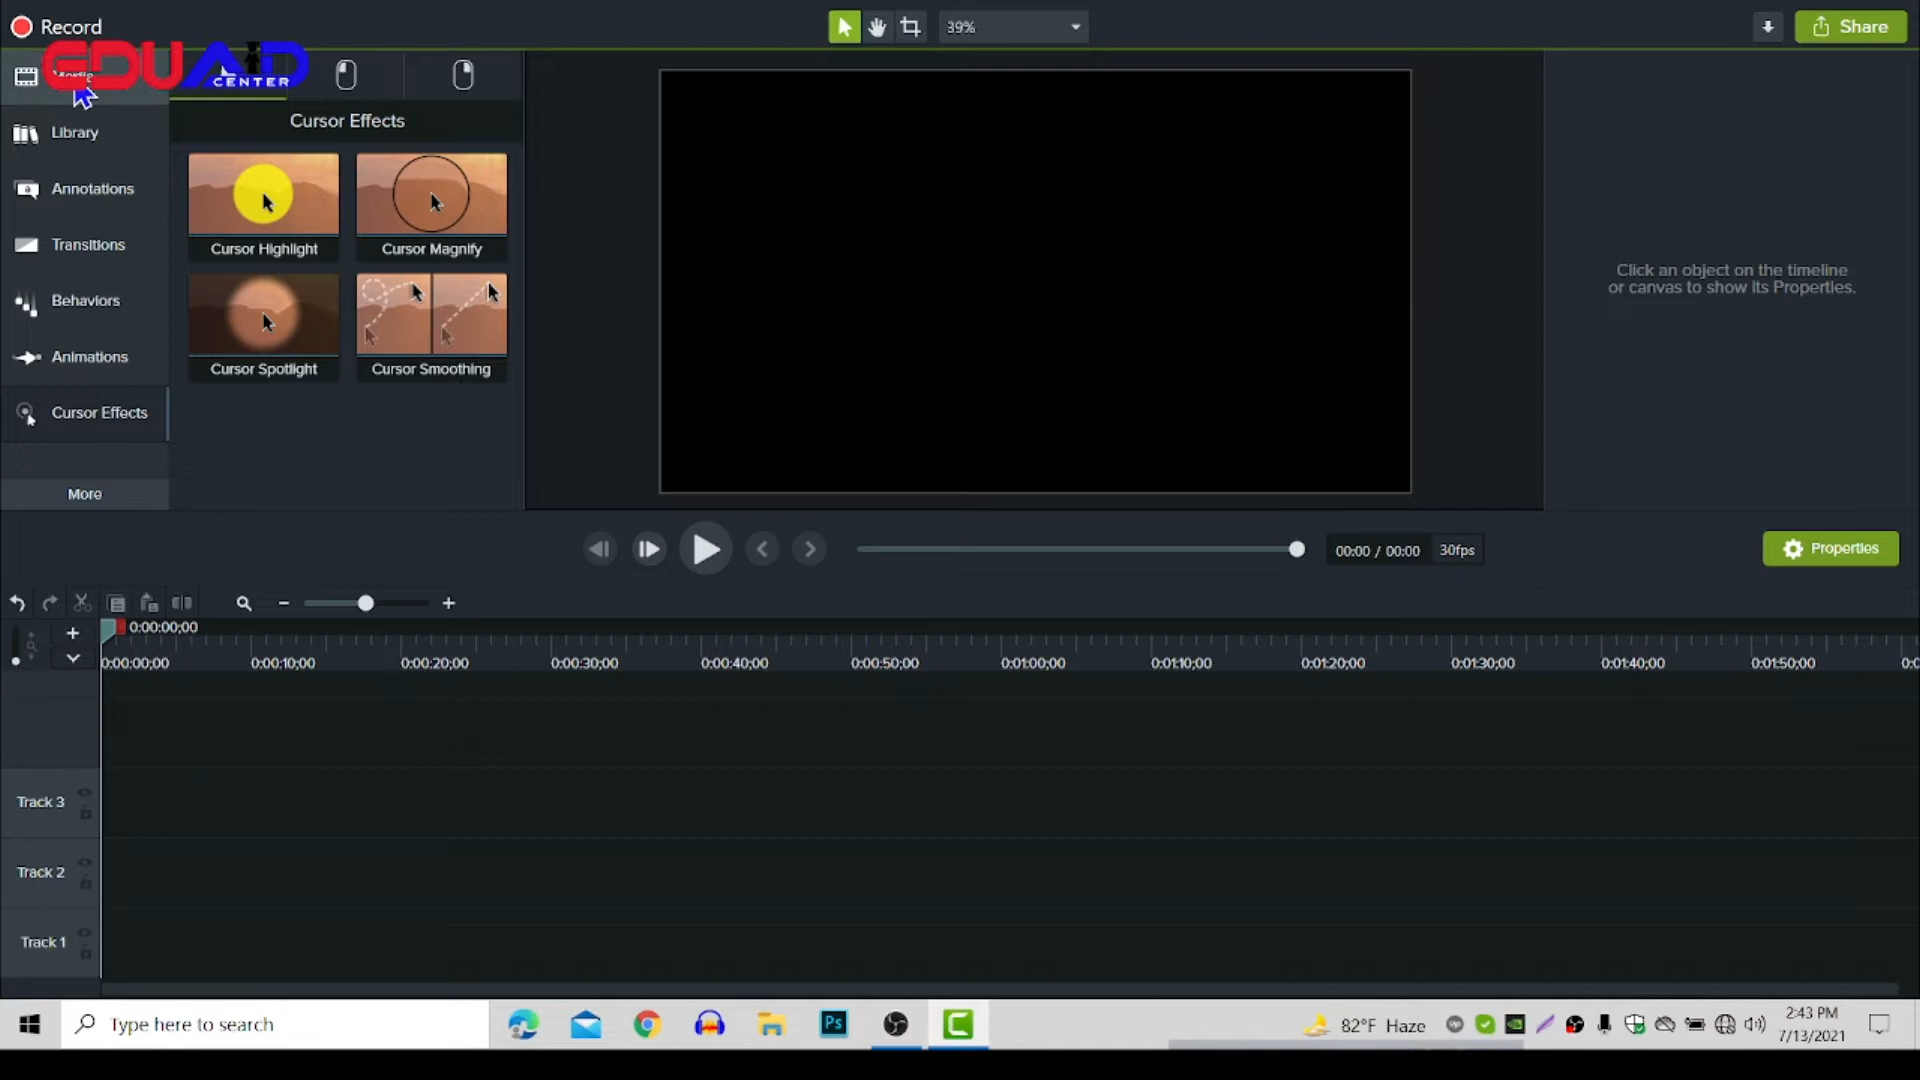 Record
39%
Share
EDUAID
CENTER
Library
Annotations
Transitions
Behaviors
Animations
Cursor Effects
More
Cursor Effects
Cursor Highlight
Cursor Magnify
Cursor Spotlight
Cursor Smoothing
Click an object on the timeline
or canvas to show its Properties.
00:00 / 00:00
30fps
Properties
0:00:00;00
0:00:00;00
0:00:10;00
0:00:20;00
0:00:30;00
0:00:40;00
0:00:50;00
0:01:00;00
0:01:10;00
0:01:20;00
0:01:30;00
0:01:40;00
0:01:50;00
Track 3
Track 2
Track 1
Type here to search
Ps
82°F Haze
2:43 PM
7/13/2021